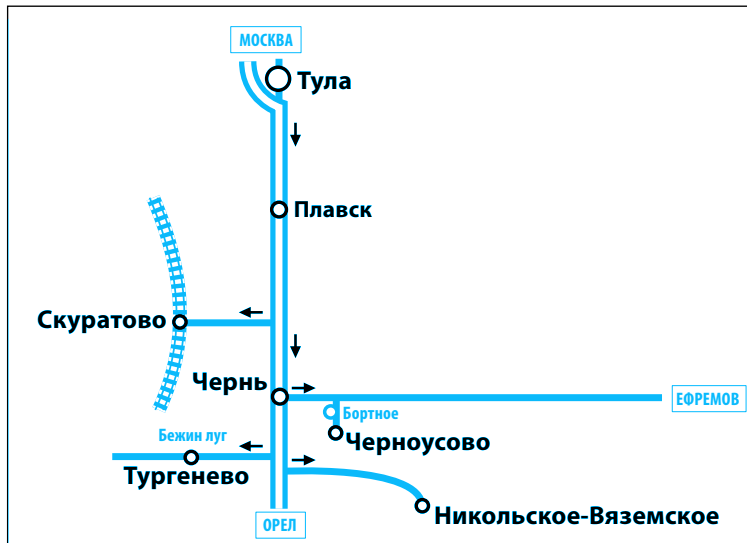 МОСКВА
Тула
Плавск
Скуратово
Чернь
ЕФРЕМОВ
Бортное
Черноусово
Бежин луг
Тургенево
Никольское-Вяземское
ОРЕЛ